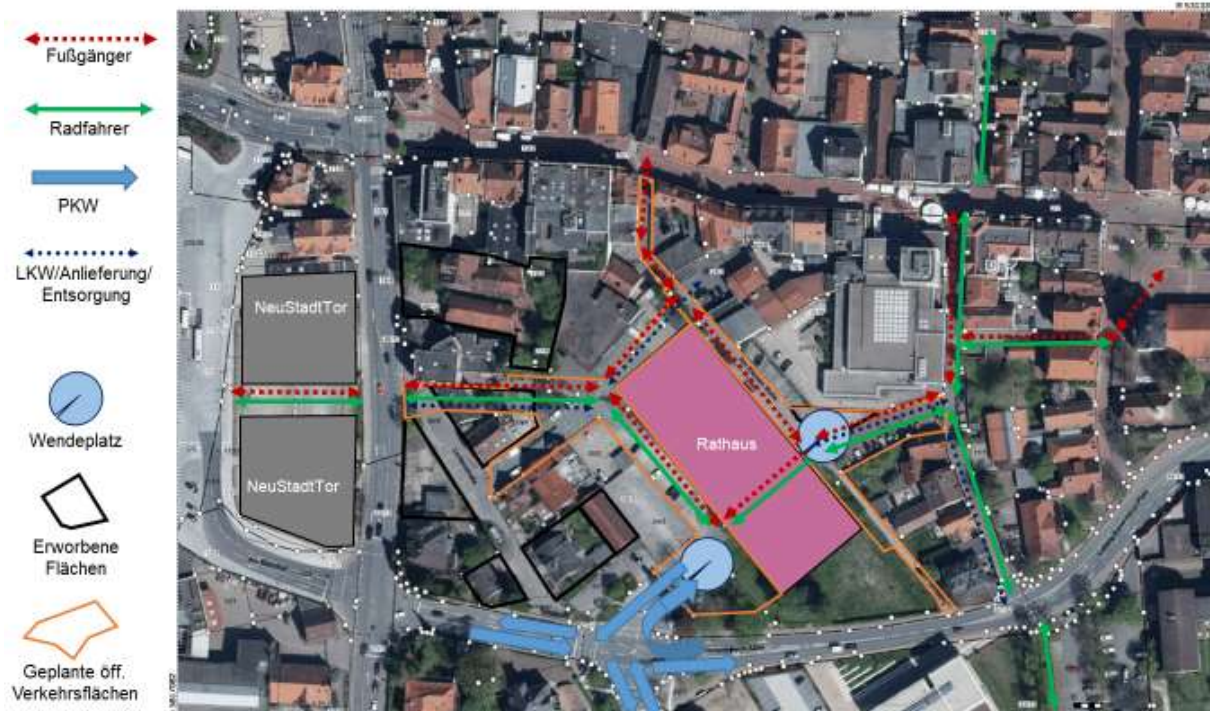 Fußgänger
Radfahrer
PKW
LKW/Anlieferung/
Entsorgung
Wendeplatz
Erworbene
Flächen
Geplante öff.
Verkehrsflächen
NeuStadtTor
NeuStadtTor
Rathaus